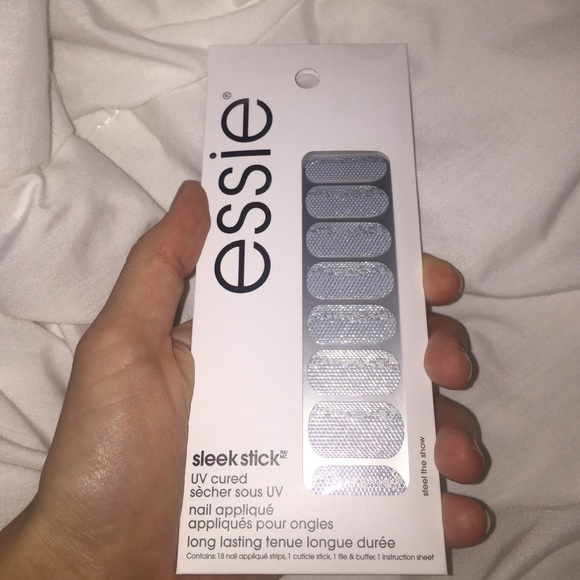 essie®
sleek stick™
UV cured
sècher sous UV
nail appliqué
appliqués pour ongles
long lasting tenue longue durée
Contains: 18 nail appliqué strips, 1 cuticle stick, 1 file & buffer, 1 instruction sheet
steel the show